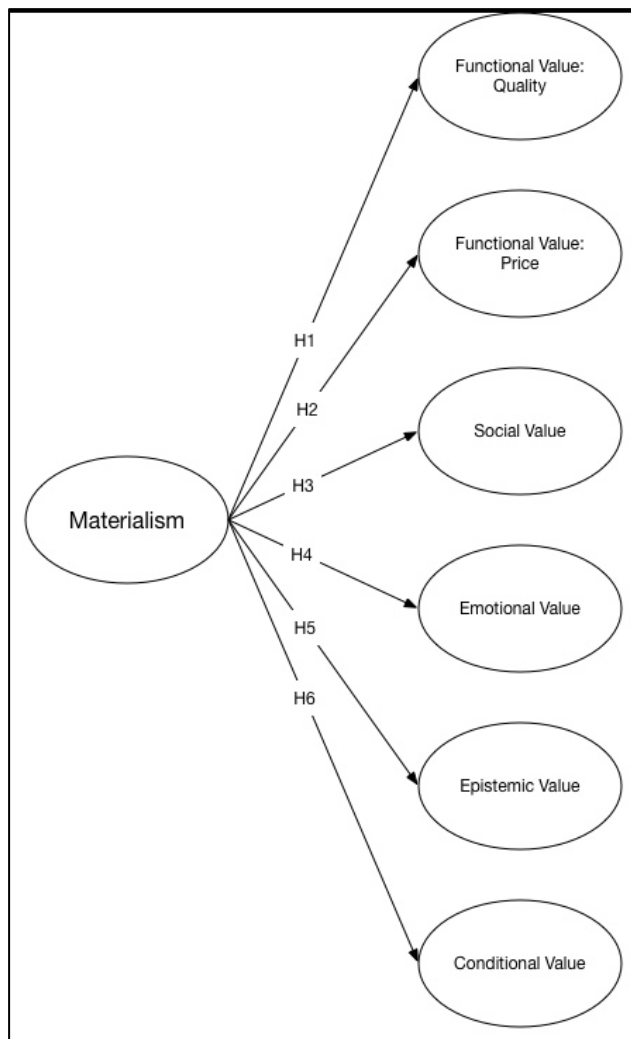 Functional Value:
Quality
Functional Value:
Price
H1
H2
Social Value
H3
Materialism
H4
Emotional Value
H5
H6
Epistemic Value
Conditional Value